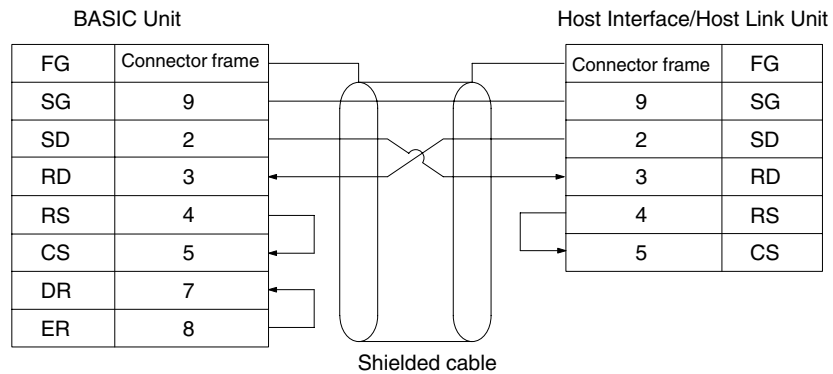 BASIC Unit
Host Interface/Host Link Unit
FG Connector frame Connector frame FG
SG 9 9 SG
SD 2 2 SD
RD 3 3 RD
RS 4 4 RS
CS 5 5 CS
DR 7
ER 8
Shielded cable